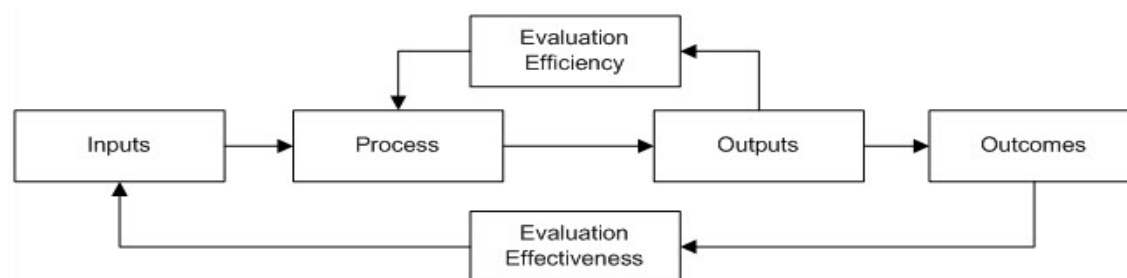 Evaluation
Efficiency
Inputs
Process
Outputs
Outcomes
Evaluation
Effectiveness